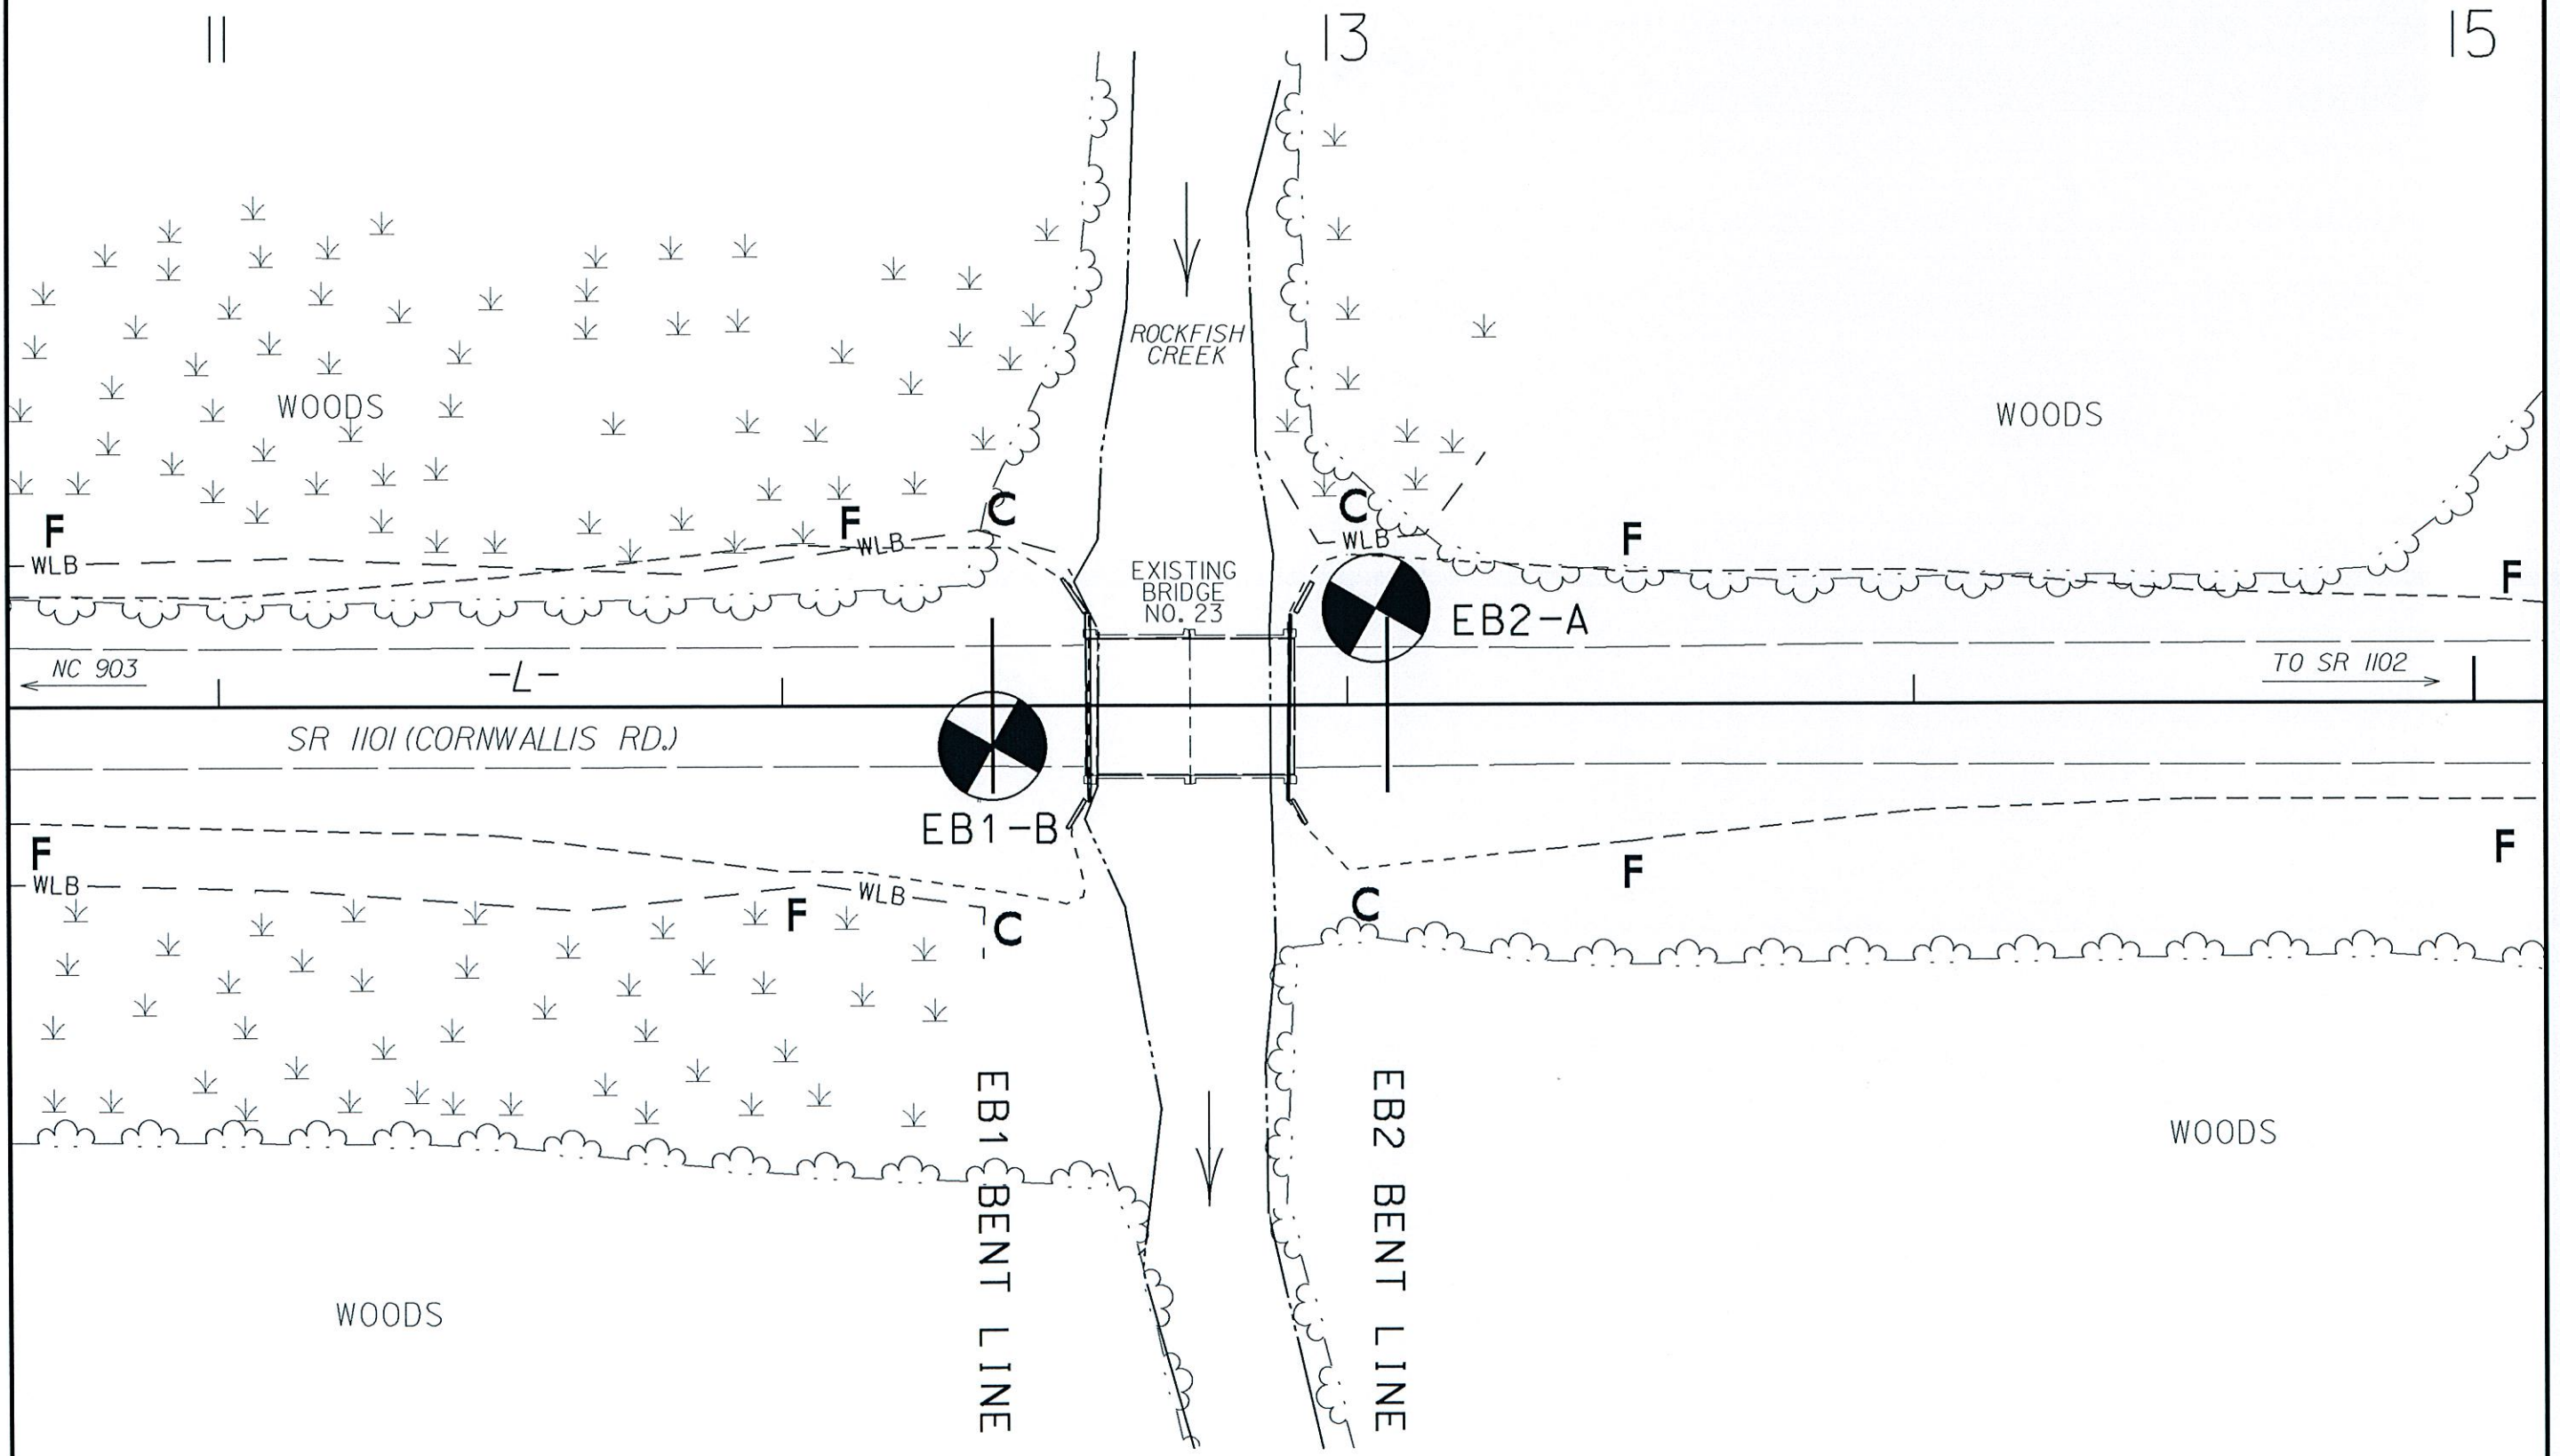 11
13
15
ROCKFISH
CREEK
WOODS
WOODS
F
F
C
C
F
F
WLB
WLB
WLB
EXISTING
BRIDGE
NO. 23
EB2-A
NC 903
-L-
TO SR 1102
SR 1101 (CORNWALLIS RD.)
EB1-B
F
F
F
WLB
WLB
F
C
C
EB1 BENT LINE
EB2 BENT LINE
WOODS
WOODS